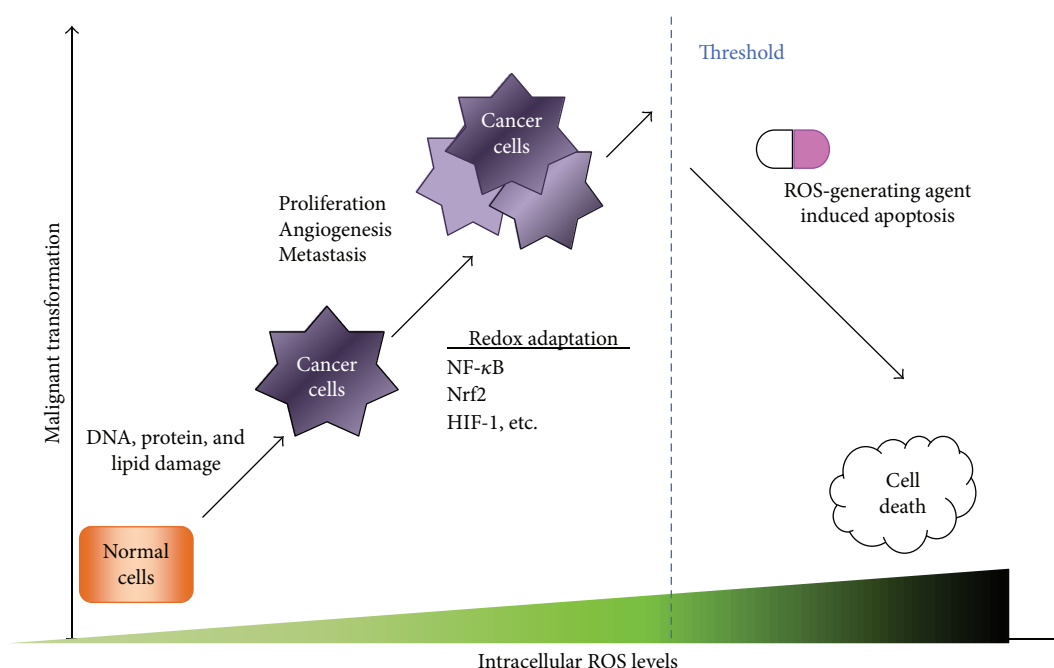 Threshold
Cancer
cells
ROS-generating agent
induced apoptosis
Proliferation
Angiogenesis
Metastasis
Malignant transformation
Redox adaptation
NF-κB
Nrf2
HIF-1, etc.
Cancer
cells
DNA, protein, and
lipid damage
Cell
death
Normal
cells
Intracellular ROS levels